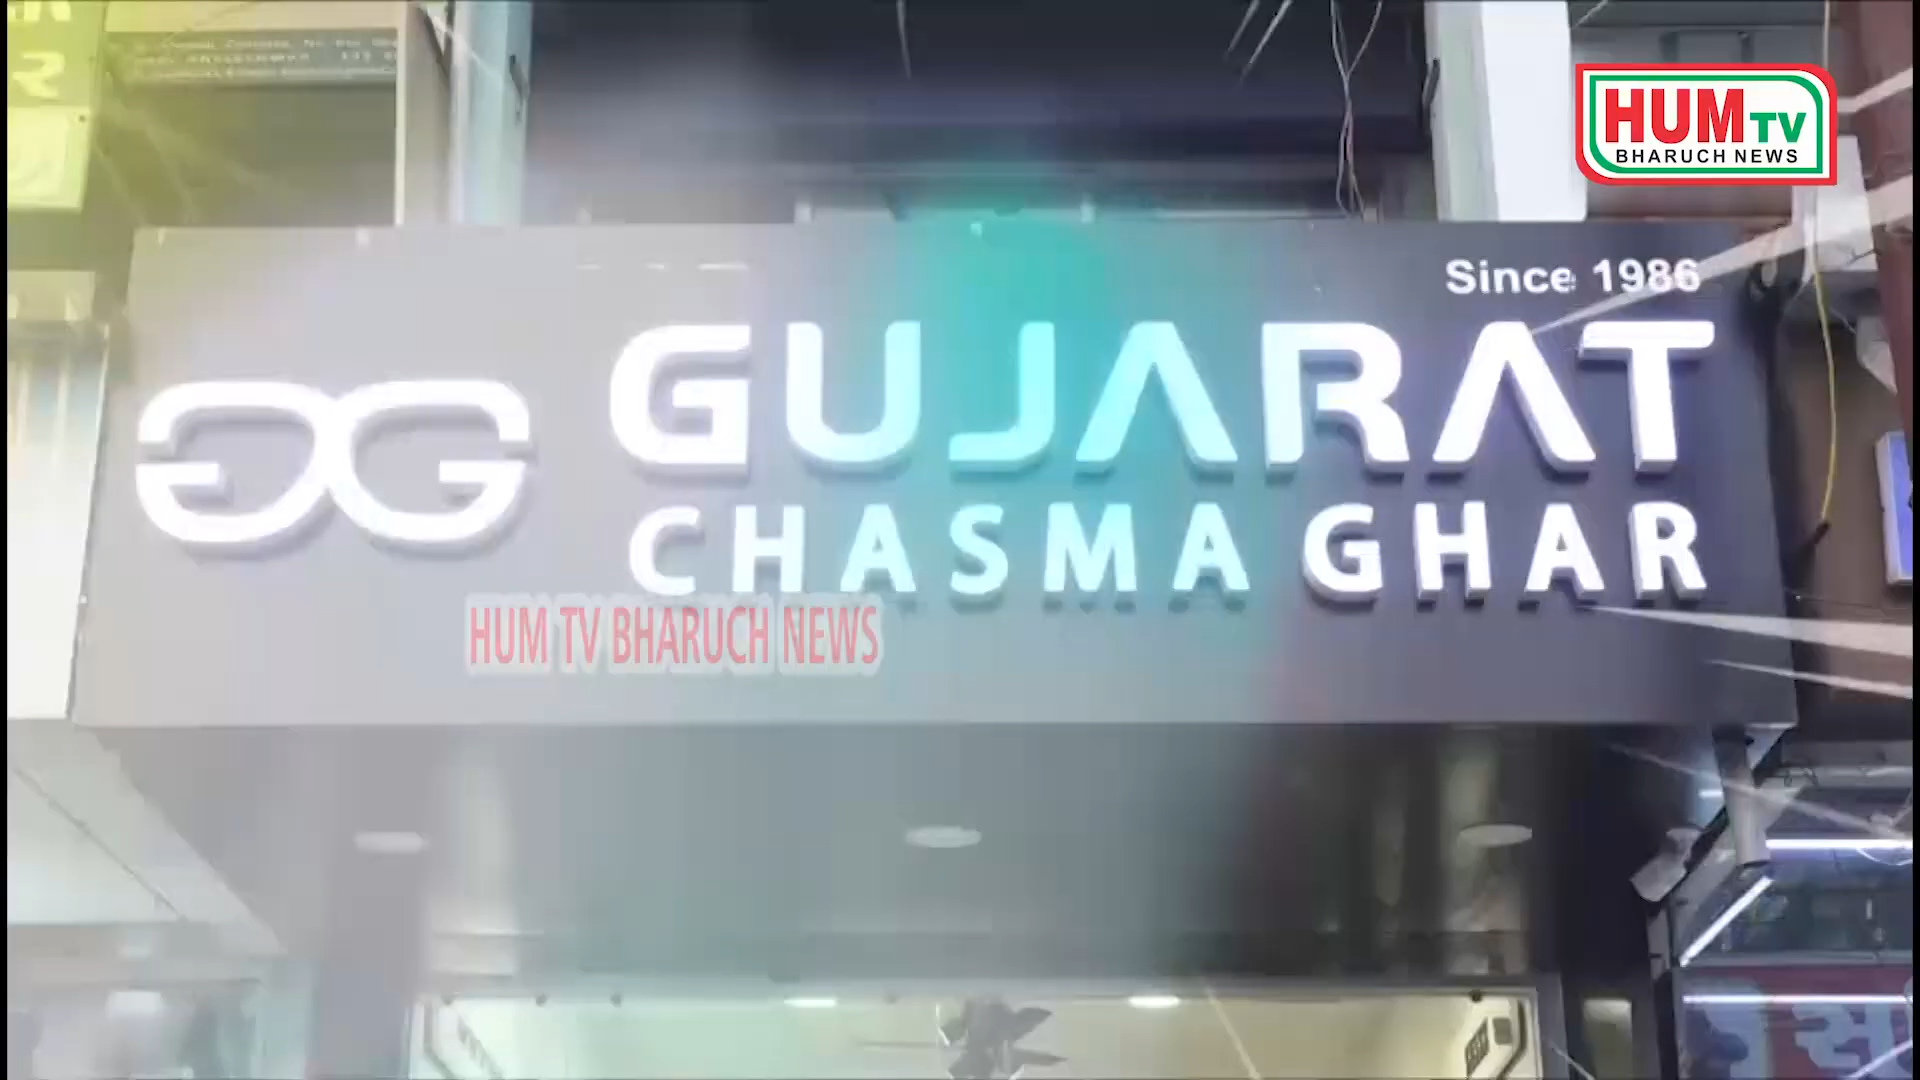 HUM TV
BHARUCH NEWS
Since 1986
GG GUJARAT
CHASMA GHAR
HUM TV BHARUCH NEWS